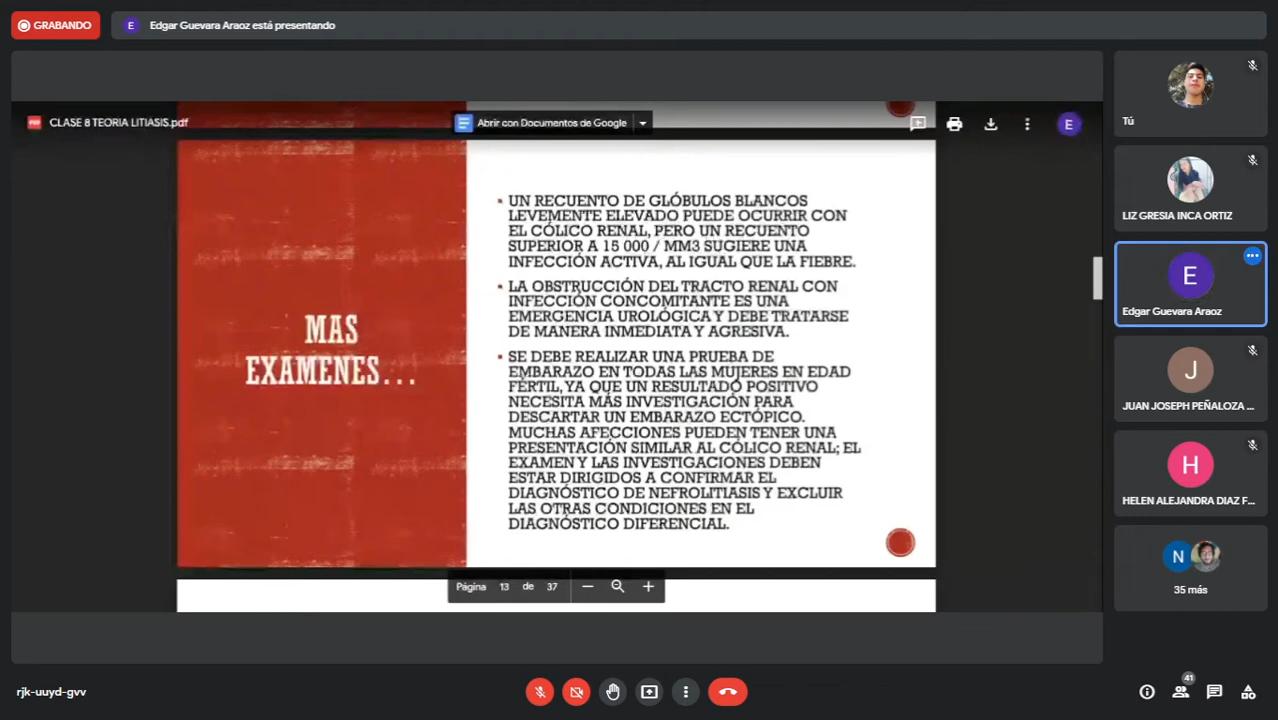 GRABANDO
E
Edgar Guevara Araoz está presentando
PDF
CLASE 8 TEORIA LITIASIS.pdf
Abrir con Documentos de Google
E
MAS
EXAMENES...
▪ UN RECUENTO DE GLÓBULOS BLANCOS
LEVEMENTE ELEVADO PUEDE OCURRIR CON
EL CÓLICO RENAL, PERO UN RECUENTO
SUPERIOR A 15 000 / MM3 SUGIERE UNA
INFECCIÓN ACTIVA, AL IGUAL QUE LA FIEBRE.
▪ LA OBSTRUCCIÓN DEL TRACTO RENAL CON
INFECCIÓN CONCOMITANTE ES UNA
EMERGENCIA UROLÓGICA Y DEBE TRATARSE
DE MANERA INMEDIATA Y AGRESIVA.
▪ SE DEBE REALIZAR UNA PRUEBA DE
EMBARAZO EN TODAS LAS MUJERES EN EDAD
FÉRTIL, YA QUE UN RESULTADO POSITIVO
NECESITA MÁS INVESTIGACIÓN PARA
DESCARTAR UN EMBARAZO ECTÓPICO.
MUCHAS AFECCIONES PUEDEN TENER UNA
PRESENTACIÓN SIMILAR AL CÓLICO RENAL; EL
EXAMEN Y LAS INVESTIGACIONES DEBEN
ESTAR DIRIGIDOS A CONFIRMAR EL
DIAGNÓSTICO DE NEFROLITIASIS Y EXCLUIR
LAS OTRAS CONDICIONES EN EL
DIAGNÓSTICO DIFERENCIAL.
Página 13 de 37
Tú
LIZ GRESIA INCA ORTIZ
E
Edgar Guevara Araoz
J
JUAN JOSEPH PEÑALOZA ...
H
HELEN ALEJANDRA DIAZ F...
N
35 más
rjk-uuyd-gvv
41